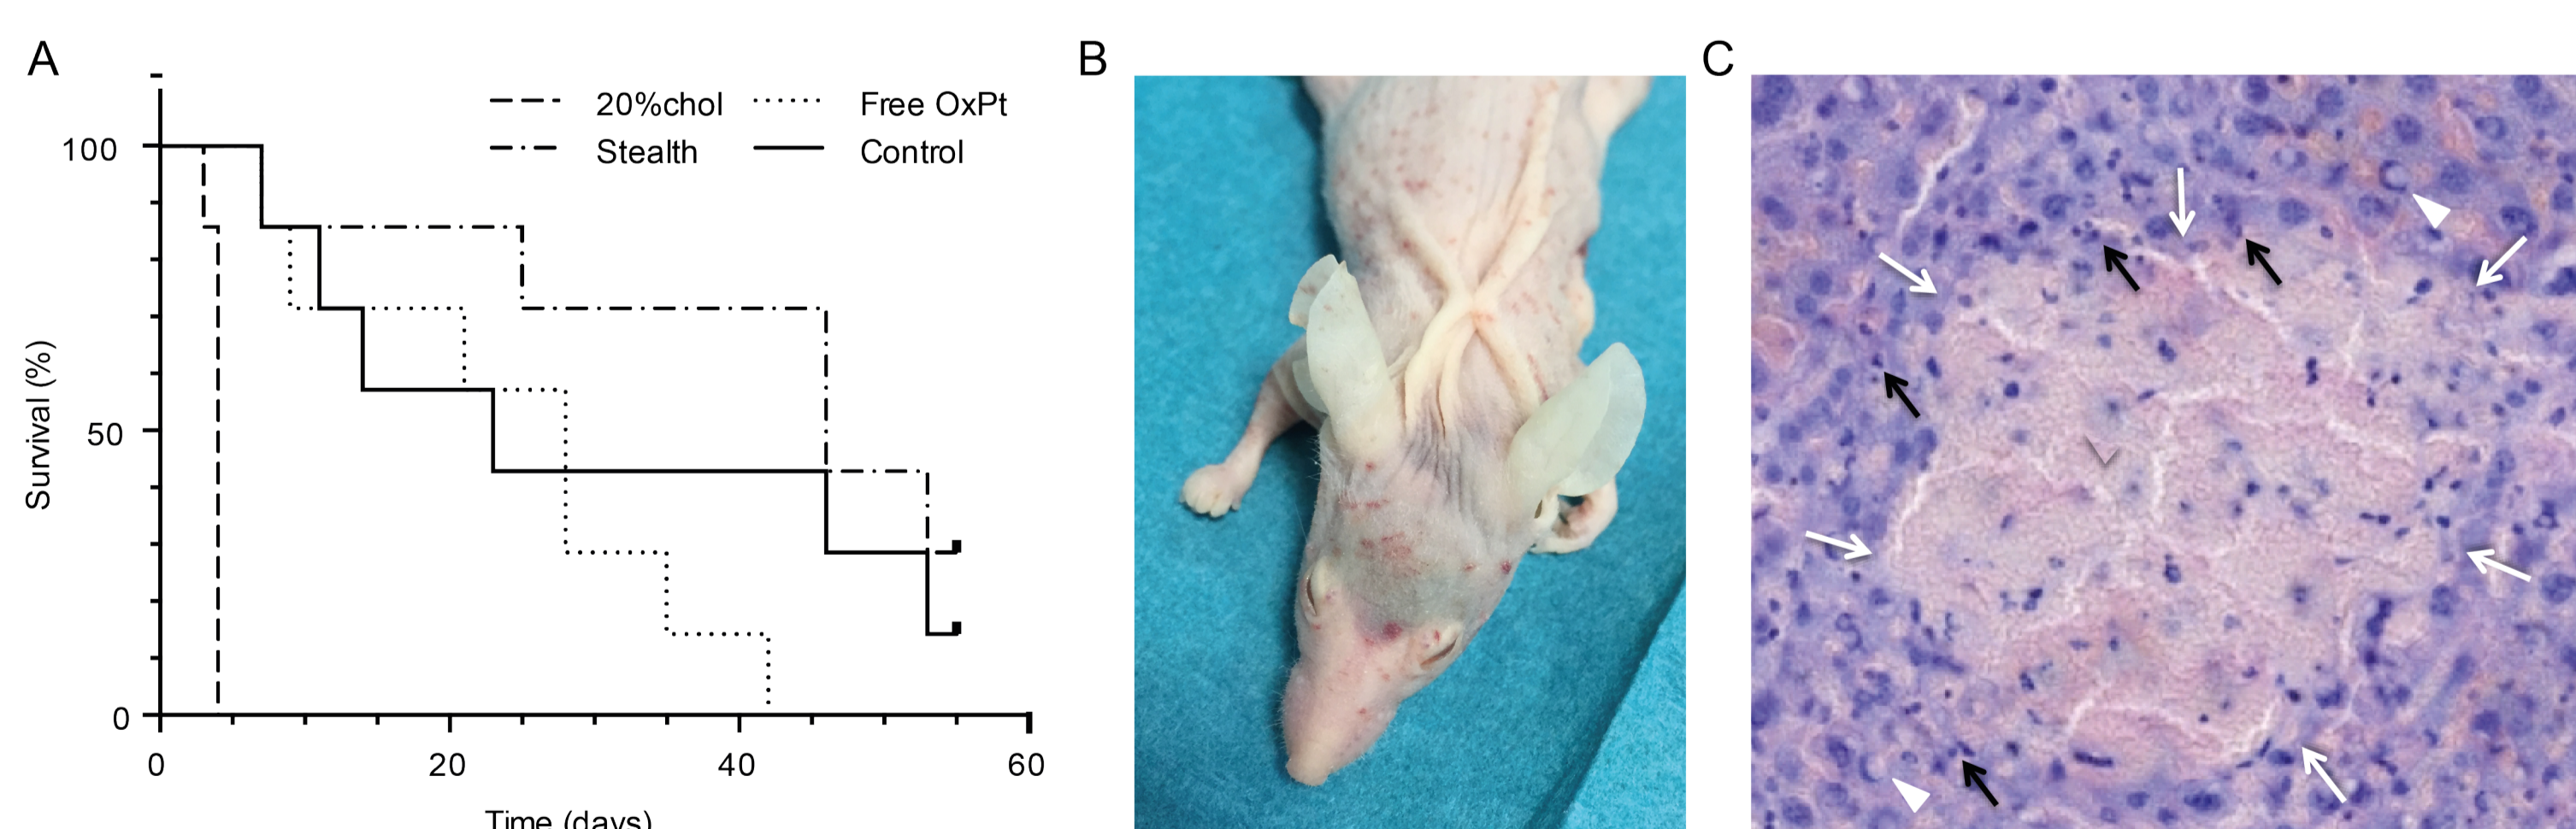 A
B
C
20%chol
Free OxPt
Stealth
Control
100
50
0
Survival (%)
0
20
40
60
Time (days)